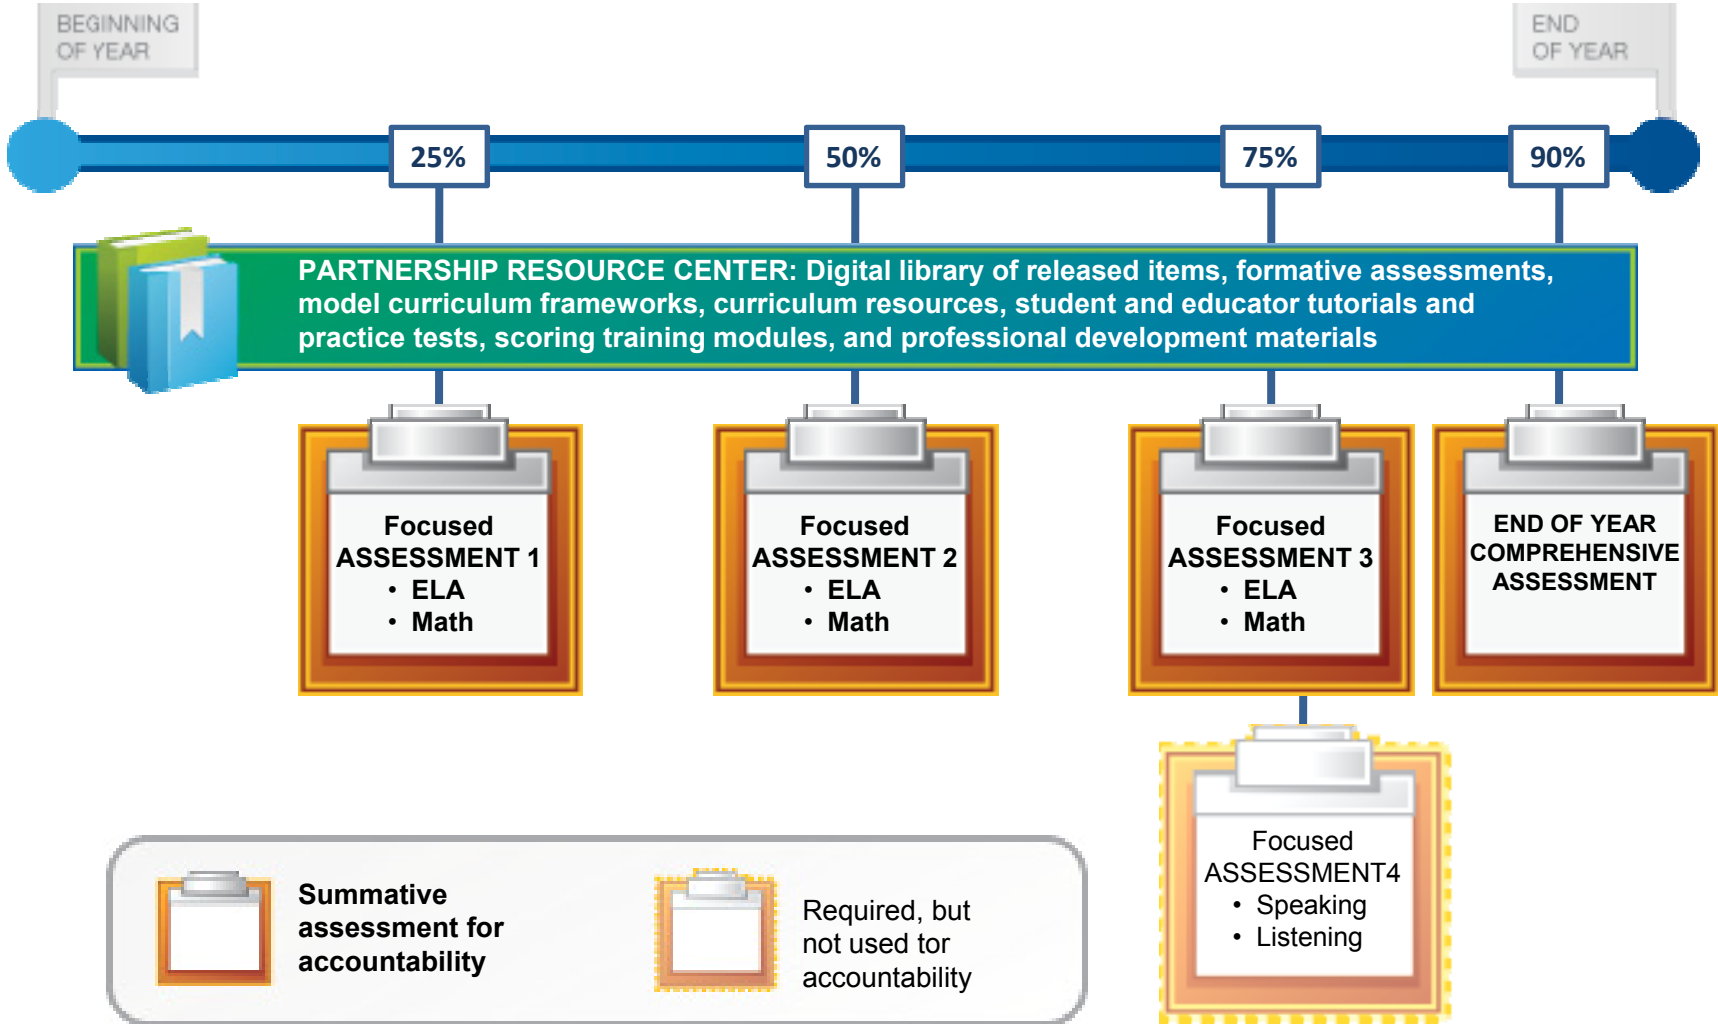 BEGINNING
OF YEAR
END
OF YEAR
25%
50%
75%
90%
PARTNERSHIP RESOURCE CENTER: Digital library of released items, formative assessments,
model curriculum frameworks, curriculum resources, student and educator tutorials and
practice tests, scoring training modules, and professional development materials
Focused
ASSESSMENT 1
• ELA
• Math
Focused
ASSESSMENT 2
• ELA
• Math
Focused
ASSESSMENT 3
• ELA
• Math
END OF YEAR
COMPREHENSIVE
ASSESSMENT
Focused
ASSESSMENT4
• Speaking
• Listening
Summative
assessment for
accountability
Required, but
not used tor
accountability